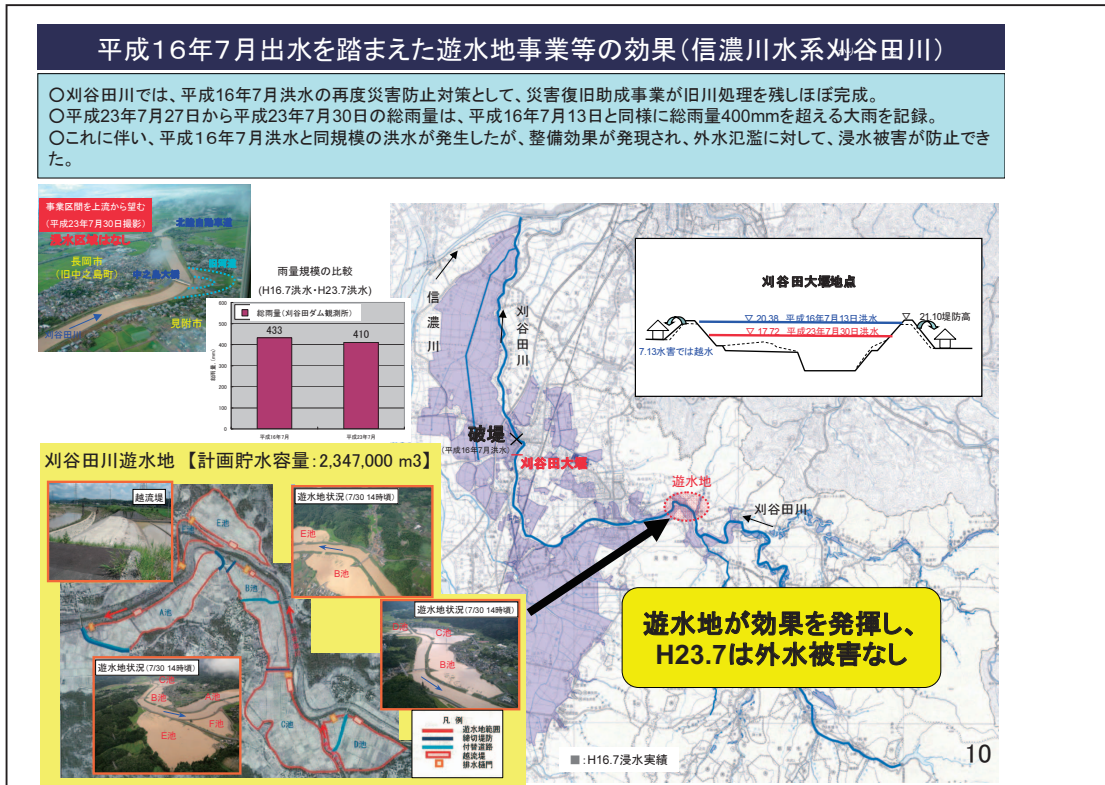 平成16年7月出水を踏まえた遊水地事業等の効果(信濃川水系刈谷田川)
○刈谷田川では、平成16年7月洪水の再度災害防止対策として、災害復旧助成事業が旧川処理を残しほぼ完成。
○平成23年7月27日から平成23年7月30日の総雨量は、平成16年7月13日と同様に総雨量400mmを超える大雨を記録。
○これに伴い、平成16年7月洪水と同規模の洪水が発生したが、整備効果が発現され、外水氾濫に対して、浸水被害が防止でき
た。
事業区間を上流から望む
(平成23年7月30日撮影)
浸水区域はなし
北陸自動車道
長岡市
(旧中之島町)
中之島大橋
見附市
刈谷田川
雨量規模の比較
(H16.7洪水・H23.7洪水)
総雨量(刈谷田ダム観測所)
総雨量(mm)
600
500
400
300
200
100
0
433
410
平成16年7月
平成23年7月
信濃川
刈谷田川
破堤
(平成16年7月洪水)
刈谷田大堰
遊水地
刈谷田川
刈谷田大堰地点
▽ 20.38 平成16年7月13日洪水
▽ 17.72 平成23年7月30日洪水
▽ 21.10堤防高
7.13水害では越水
刈谷田川遊水地 【計画貯水容量:2,347,000 m3】
越流堤
E池
B池
A池
C池
D池
遊水地状況(7/30 14時頃)
E池
B池
遊水地状況(7/30 14時頃)
C池
B池
遊水地状況(7/30 14時頃)
B池
A池
F池
E池
凡 例
遊水地範囲
締切堤防
付替道路
越流堤
排水樋門
遊水地が効果を発揮し、
H23.7は外水被害なし
■:H16.7浸水実績
10